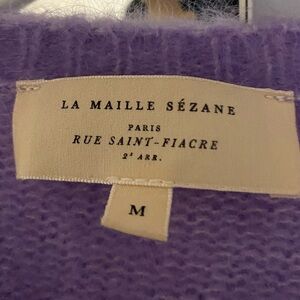 LA MAILLE SÉZANE
PARIS
RUE SAINT-FIACRE
2ᵉ ARR.
M